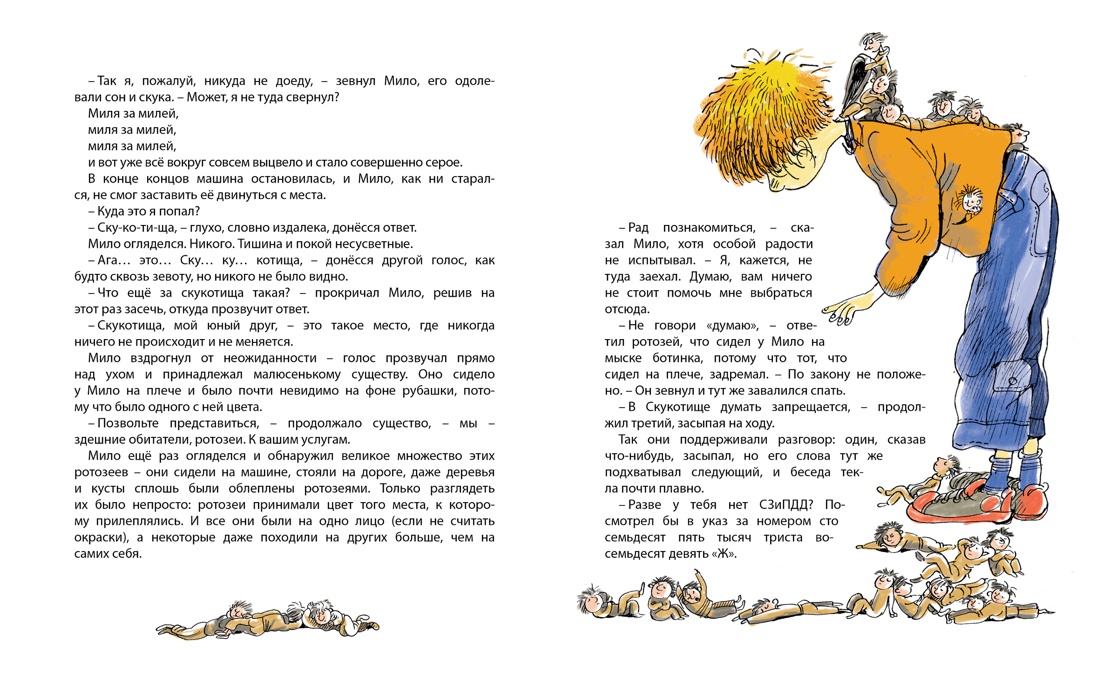 – Так я, пожалуй, никуда не доеду, – зевнул Мило, его одоле-
вали сон и скука. – Может, я не туда свернул?
Миля за милей,
миля за милей,
миля за милей,
и вот уже всё вокруг совсем выцвело и стало совершенно серое.
В конце концов машина остановилась, и Мило, как ни старал-
ся, не смог заставить её двинуться с места.
– Куда это я попал?
– Ску-ко-ти-ща, – глухо, словно издалека, донёсся ответ.
Мило огляделся. Никого. Тишина и покой несусветные.
– Ага… это… Ску… ку… котища, – донёсся другой голос, как
будто сквозь зевоту, но никого не было видно.
– Что ещё за скукотища такая? – прокричал Мило, решив на
этот раз засечь, откуда прозвучит ответ.
– Скукотища, мой юный друг, – это такое место, где никогда
ничего не происходит и не меняется.
Мило вздрогнул от неожиданности – голос прозвучал прямо
над ухом и принадлежал малюсенькому существу. Оно сидело
у Мило на плече и было почти невидимо на фоне рубашки, пото-
му что было одного с ней цвета.
– Позвольте представиться, – продолжало существо, – мы –
здешние обитатели, ротозеи. К вашим услугам.
Мило ещё раз огляделся и обнаружил великое множество этих
ротозеев – они сидели на машине, стояли на дороге, даже деревья
и кусты сплошь были облеплены ротозеями. Только разглядеть
их было непросто: ротозеи принимали цвет того места, к которо-
му прилеплялись. И все они были на одно лицо (если не считать
окраски), а некоторые даже походили на других больше, чем на
самих себя.
– Рад познакомиться, – ска-
зал Мило, хотя особой радости
не испытывал. – Я, кажется, не
туда заехал. Думаю, вам ничего
не стоит помочь мне выбраться
отсюда.
– Не говори «думаю», – отве-
тил ротозей, что сидел у Мило на
мыске ботинка, потому что тот, что
сидел на плече, задремал. – По закону не положе-
но. – Он зевнул и тут же завалился спать.
– В Скукотище думать запрещается, – продол-
жил третий, засыпая на ходу.
Так они поддерживали разговор: один, сказав
что-нибудь, засыпал, но его слова тут же
подхватывал следующий, и беседа тек-
ла почти плавно.
– Разве у тебя нет СЗиПДД? По-
смотрел бы в указ за номером сто
семьдесят пять тысяч триста во-
семьдесят девять «Ж».